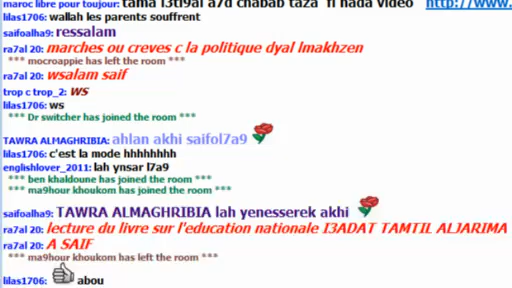 maroc libre pour toujour: tama i3ti9al a7d chabab taza fi hada video http://www.
lilas1706: wallah les parents souffrent
saifoalha9: ressalam
ra7al 20: marches ou creves c la politique dyal lmakhzen
*** mocroappie has left the room ***
ra7al 20: wsalam saif
trop c trop_2: ws
lilas1706: ws
*** Dr switcher has joined the room ***
TAWRA ALMAGHRIBIA: ahlan akhi saifol7a9
lilas1706: c'est la mode hhhhhhhh
englishlover_2011: lah ynsar l7a9
*** ben khaldoune has joined the room ***
*** ma9hour khoukom has joined the room ***
saifoalha9: TAWRA ALMAGHRIBIA lah yenesserek akhi
ra7al 20: lecture du livre sur l'education nationale I3ADAT TAMTIL ALJARIMA
ra7al 20: A SAIF
*** ma9hour khoukom has left the room ***
lilas1706: abou